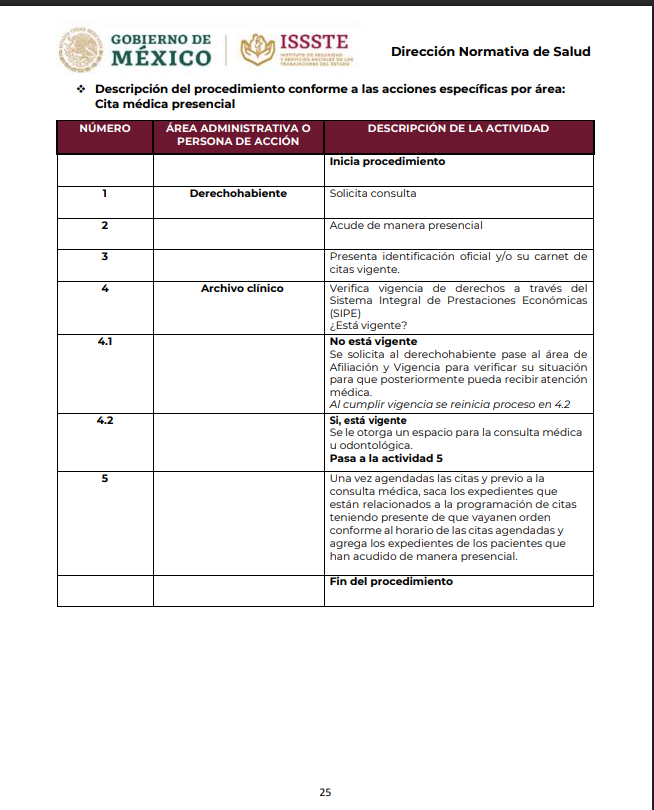 GOBIERNO DE
MÉXICO
ISSSTE
INSTITUTO DE SEGURIDAD
Y SERVICIOS SOCIALES DE LOS
TRABAJADORES DEL ESTADO
Dirección Normativa de Salud
❖ Descripción del procedimiento conforme a las acciones específicas por área:
Cita médica presencial
NÚMERO
ÁREA ADMINISTRATIVA O
PERSONA DE ACCIÓN
DESCRIPCIÓN DE LA ACTIVIDAD
Inicia procedimiento
1
Derechohabiente
Solicita consulta
2
Acude de manera presencial
3
Presenta identificación oficial y/o su carnet de
citas vigente.
4
Archivo clínico
Verifica vigencia de derechos a través del
Sistema Integral de Prestaciones Económicas
(SIPE)
¿Está vigente?
4.1
No está vigente
Se solicita al derechohabiente pase al área de
Afiliación y Vigencia para verificar su situación
para que posteriormente pueda recibir atención
médica.
Al cumplir vigencia se reinicia proceso en 4.2
4.2
Si, está vigente
Se le otorga un espacio para la consulta médica
u odontológica.
Pasa a la actividad 5
5
Una vez agendadas las citas y previo a la
consulta médica, saca los expedientes que
están relacionados a la programación de citas
teniendo presente de que vayanen orden
conforme al horario de las citas agendadas y
agrega los expedientes de los pacientes que
han acudido de manera presencial.
Fin del procedimiento
25